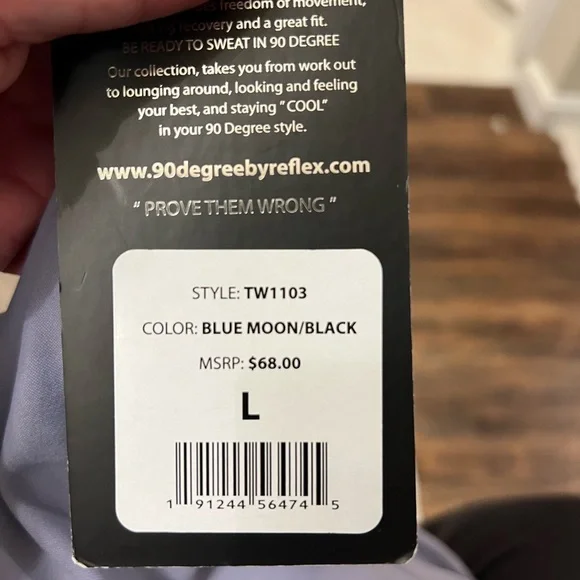 freedom of movement,
recovery and a great fit.
BE READY TO SWEAT IN 90 DEGREE
Our collection, takes you from work out
to lounging around, looking and feeling
your best, and staying "COOL"
in your 90 Degree style.
www.90degreebyreflex.com
" PROVE THEM WRONG "
STYLE: TW1103
COLOR: BLUE MOON/BLACK
MSRP: $68.00
L
1 91244 56474 5